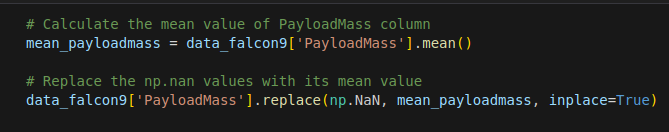 # Calculate the mean value of PayloadMass column
mean_payloadmass = data_falcon9['PayloadMass'].mean()
# Replace the np.nan values with its mean value
data_falcon9['PayloadMass'].replace(np.NaN, mean_payloadmass, inplace=True)